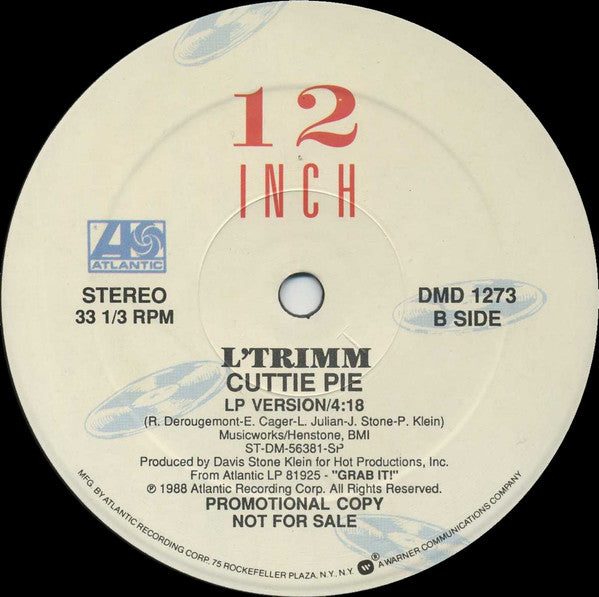 12
INCH
ATLANTIC
STEREO
33 1/3 RPM
DMD 1273
B SIDE
L'TRIMM
CUTTIE PIE
LP VERSION/4:18
(R. Derougemont-E. Cager-L. Julian-J. Stone-P. Klein)
Musicworks/Henstone, BMI
ST-DM-56381-SP
Produced by Davis Stone Klein for Hot Productions, Inc.
From Atlantic LP 81925 - "GRAB IT!"
℗ 1988 Atlantic Recording Corp. All Rights Reserved.
PROMOTIONAL COPY
NOT FOR SALE
MFG. BY ATLANTIC RECORDING CORP. 75 ROCKEFELLER PLAZA, N.Y., N.Y. ® A WARNER COMMUNICATIONS COMPANY